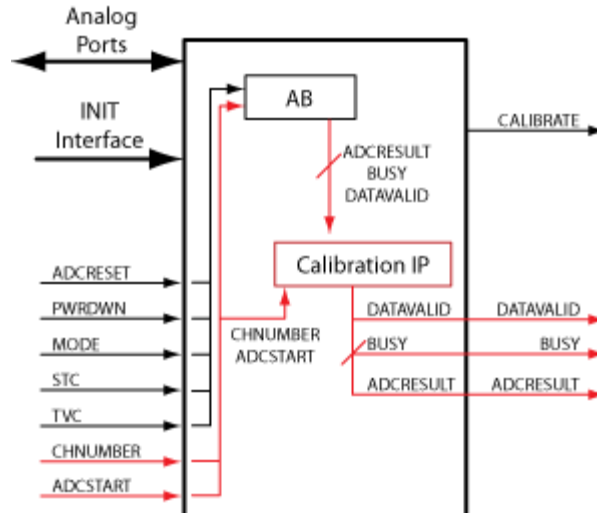 Analog
Ports
INIT
Interface
AB
CALIBRATE
ADCRESULT
BUSY
DATAVALID
Calibration IP
ADCRESET
PWRDWN
MODE
STC
TVC
CHNUMBER
ADCSTART
CHNUMBER
ADCSTART
DATAVALID
DATAVALID
BUSY
BUSY
ADCRESULT
ADCRESULT